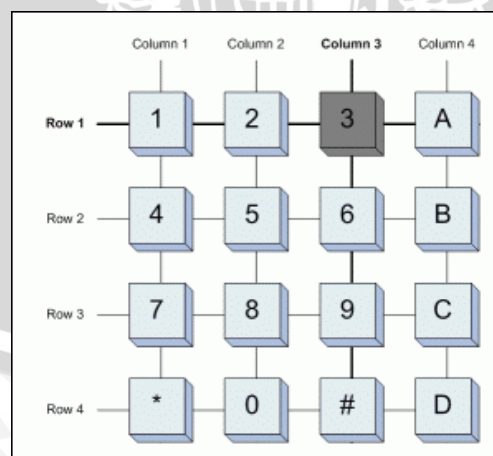 Column 1 Column 2 Column 3 Column 4
Row 1 1 2 3 A
Row 2 4 5 6 B
Row 3 7 8 9 C
Row 4 * 0 # D